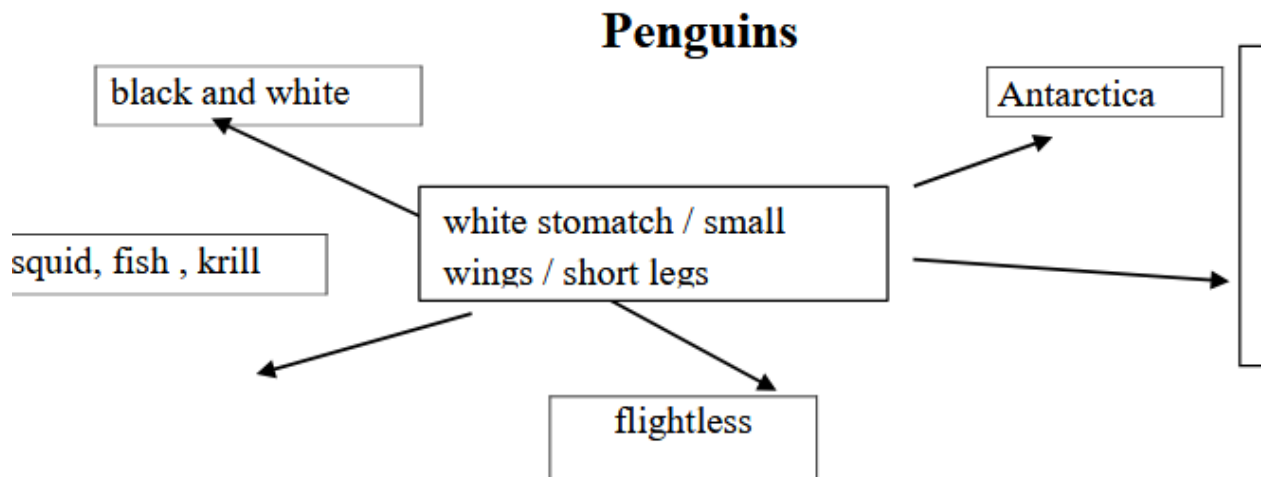 Penguins
black and white
Antarctica
white stomatch / small
wings / short legs
squid, fish , krill
flightless